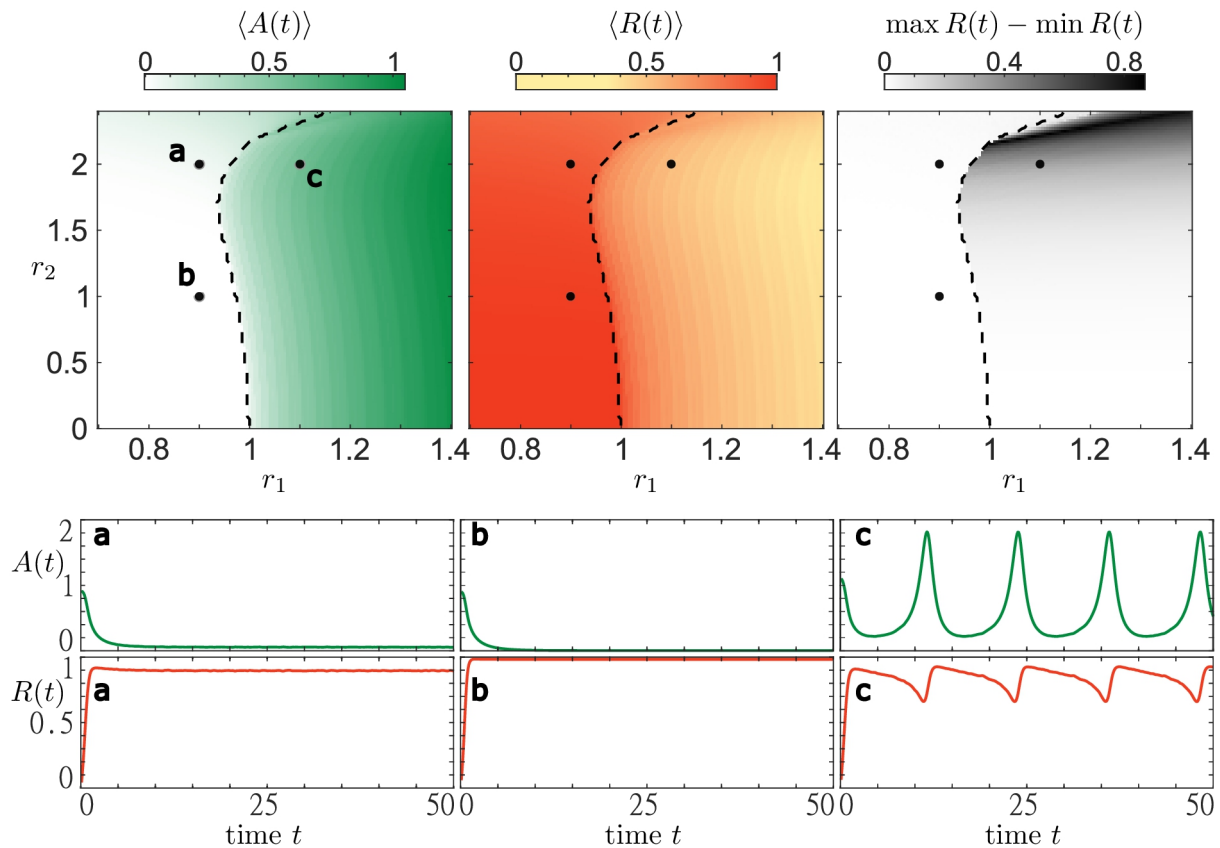 ⟨A(t)⟩ ⟨R(t)⟩ max R(t) − min R(t)
0 0.5 1 0 0.5 1 0 0.4 0.8
a
c
b
2
1.5
r₂
1
0.5
0
0.8 1 1.2 1.4 0.8 1 1.2 1.4 0.8 1 1.2 1.4
r₁ r₁ r₁
2 a b c
A(t)
1
0
1
R(t) a b c
0.5
0
0 25 50 0 25 50 0 25 50
time t time t time t